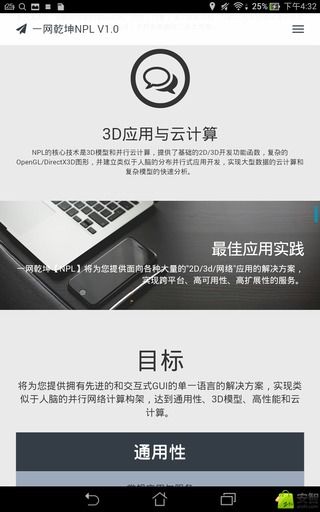 25% 下午4:32
一网乾坤NPL V1.0
3D应用与云计算
NPL的核心技术是3D模型和并行云计算，提供了基础的2D/3D开发功能函数，复杂的
OpenGL/DirectX3D图形，并建立类似于人脑的分布并行式应用开发，实现大型数据的云计算和
复杂模型的快速分析。
最佳应用实践
一网乾坤【NPL】将为您提供面向各种大量的"2D/3d/网络"应用的解决方案，
实现跨平台、高可用性、高扩展性的服务。
目标
将为您提供拥有先进的和交互式GUI的单一语言的解决方案，实现类
似于人脑的并行网络计算构架，达到通用性、3D模型、高性能和云
计算。
通用性
安智